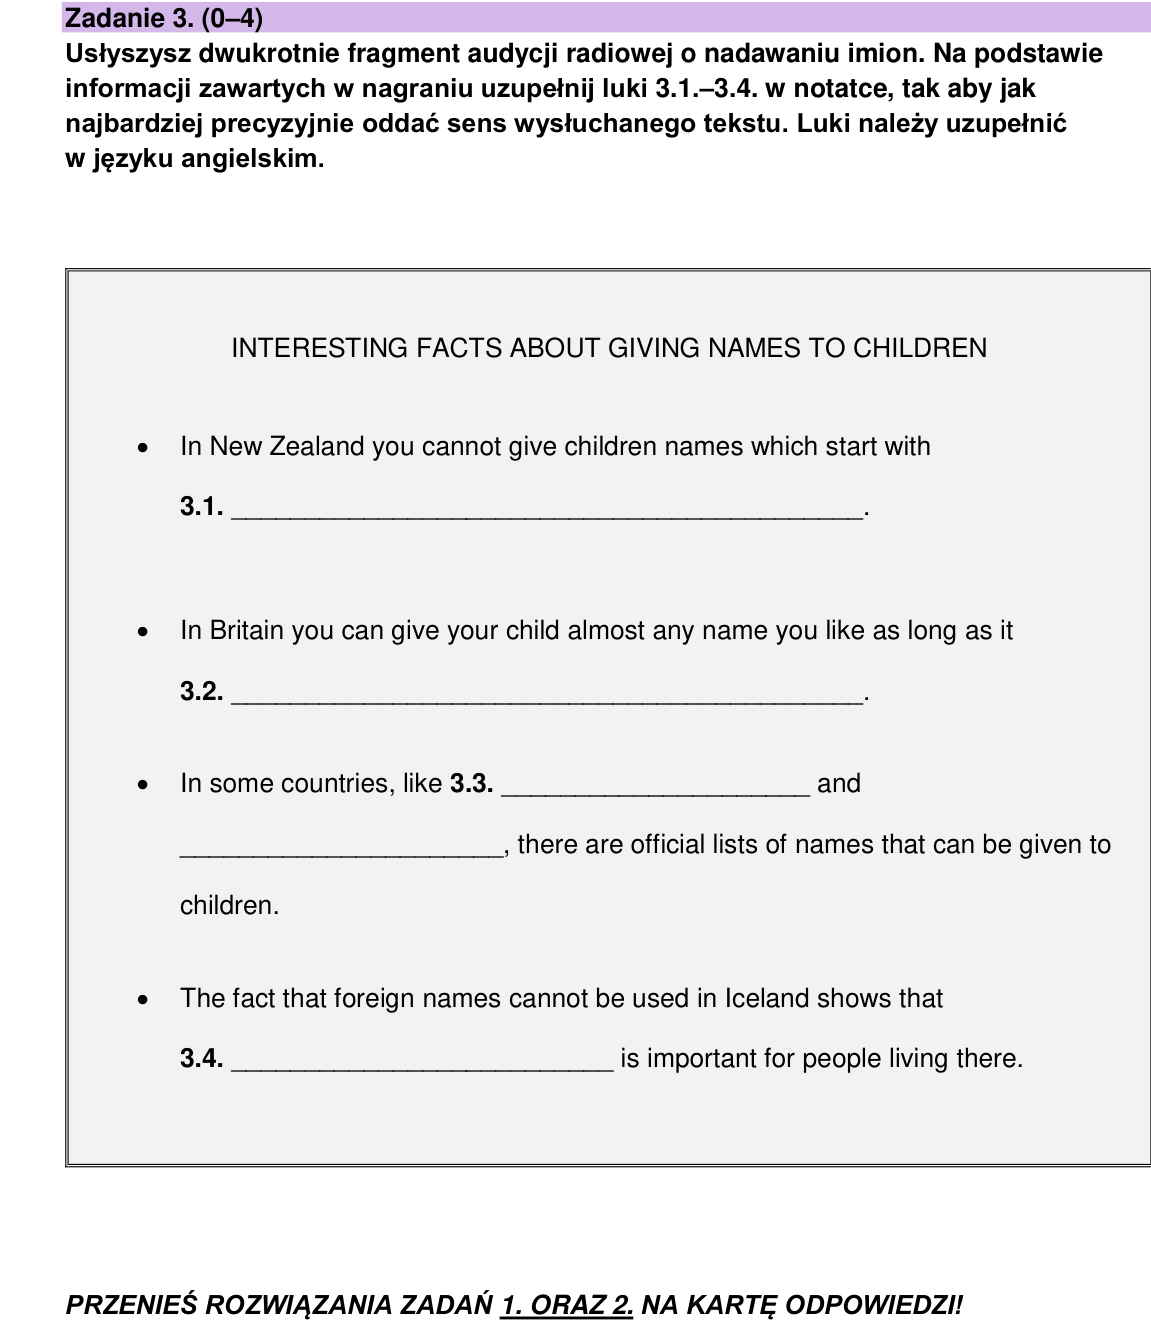 Zadanie 3. (0–4)
Usłyszysz dwukrotnie fragment audycji radiowej o nadawaniu imion. Na podstawie
informacji zawartych w nagraniu uzupełnij luki 3.1.–3.4. w notatce, tak aby jak
najbardziej precyzyjnie oddać sens wysłuchanego tekstu. Luki należy uzupełnić
w języku angielskim.
INTERESTING FACTS ABOUT GIVING NAMES TO CHILDREN
• In New Zealand you cannot give children names which start with
3.1. ___________________________________________.
• In Britain you can give your child almost any name you like as long as it
3.2. ___________________________________________.
• In some countries, like 3.3. _____________________ and
______________________, there are official lists of names that can be given to
children.
• The fact that foreign names cannot be used in Iceland shows that
3.4. __________________________ is important for people living there.
PRZENIEŚ ROZWIĄZANIA ZADAŃ 1. ORAZ 2. NA KARTĘ ODPOWIEDZI!